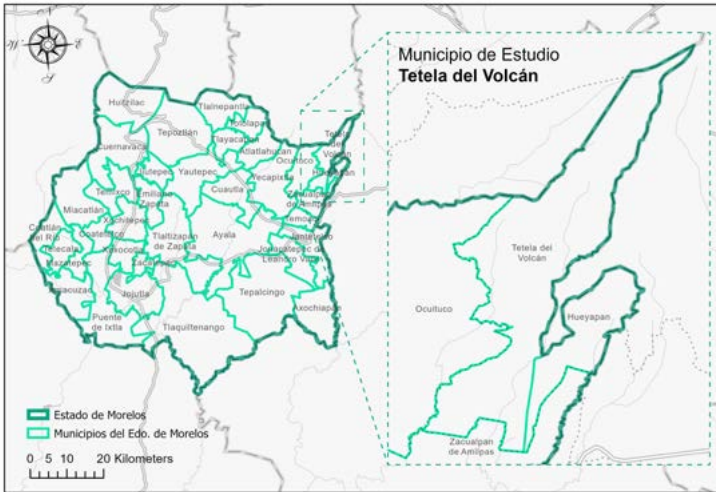 N
W E
S
Municipio de Estudio
Tetela del Volcán
Huitzilac
Tlalnepantla
Totolapan
Tepoztlán
Tlayacapan
Tetela
del
Volcán
Atlatlahucan
Cuernavaca
Ocuituco
Hueyapan
Jiutepec
Yautepec
Yecapixtla
Temixco
Emiliano
Zapata
Cuautla
Zacualpan
de Amilpas
Miacatlán
Xochitepec
Temoac
Coatlán
del Río
Tlaltizapán
de Zapata
Ayala
Jantetelco
Tetecala
Xoxocotla
Jonacatepec de
Leandro Valle
Mazatepec
Zacatepec
Amacuzac
Jojutla
Tepalcingo
Puente
de Ixtla
Axochiapan
Tlaquiltenango
Tetela del
Volcán
Ocuituco
Hueyapan
Zacualpan
de Amilpas
Estado de Morelos
Municipios del Edo. de Morelos
0 5 10 20 Kilometers